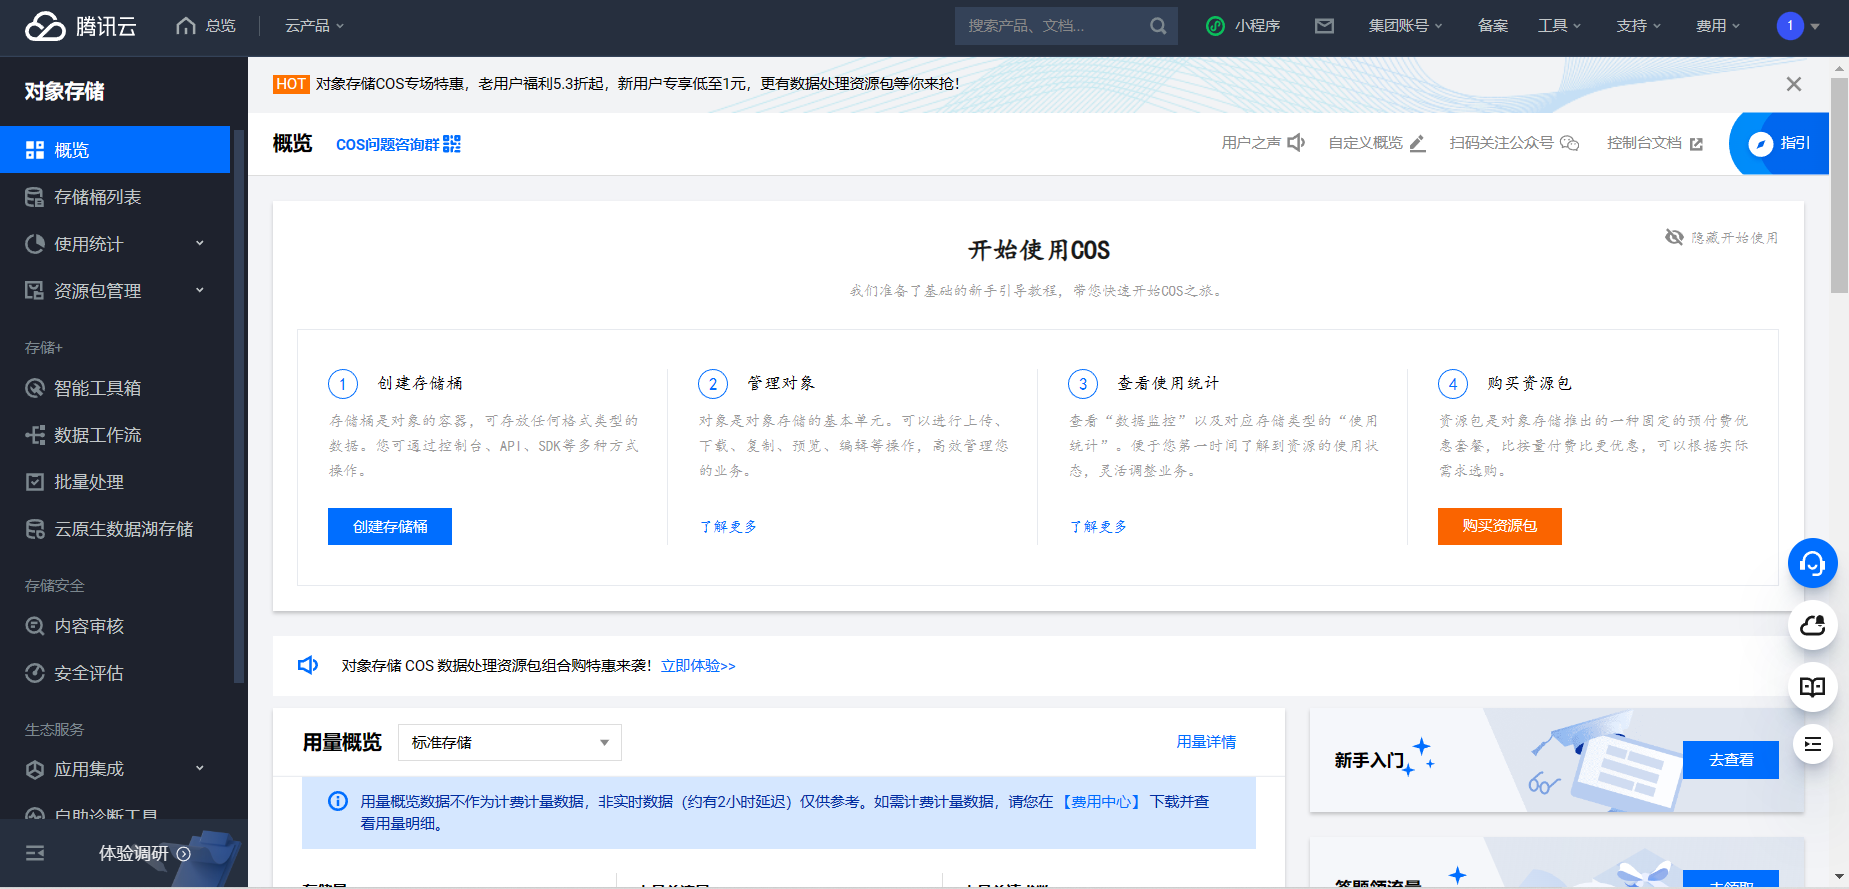 腾讯云
总览
云产品
搜索产品、文档...
小程序
集团账号
备案
工具
支持
费用
1
对象存储
概览
存储桶列表
使用统计
资源包管理
存储+
智能工具箱
数据工作流
批量处理
云原生数据湖存储
存储安全
内容审核
安全评估
生态服务
应用集成
自助诊断工具
体验调研
HOT 对象存储COS专场特惠，老用户福利5.3折起，新用户专享低至1元，更有数据处理资源包等你来抢！
概览
COS问题咨询群
用户之声
自定义概览
扫码关注公众号
控制台文档
指引
开始使用COS
隐藏开始使用
我们准备了基础的新手引导教程，带您快速开始COS之旅。
1 创建存储桶
存储桶是对象的容器，可存放任何格式类型的
数据。您可通过控制台、API、SDK等多种方式
操作。
创建存储桶
2 管理对象
对象是对象存储的基本单元。可以进行上传、
下载、复制、预览、编辑等操作，高效管理您
的业务。
了解更多
3 查看使用统计
查看“数据监控”以及对应存储类型的“使用
统计”。便于您第一时间了解到资源的使用状
态，灵活调整业务。
了解更多
4 购买资源包
资源包是对象存储推出的一种固定的预付费优
惠套餐，比按量付费比更优惠，可以根据实际
需求选购。
购买资源包
对象存储 COS 数据处理资源包组合购特惠来袭！立即体验>>
用量概览
标准存储
用量详情
用量概览数据不作为计费计量数据，非实时数据（约有2小时延迟）仅供参考。如需计费计量数据，请您在【费用中心】下载并查
看用量明细。
新手入门
去查看